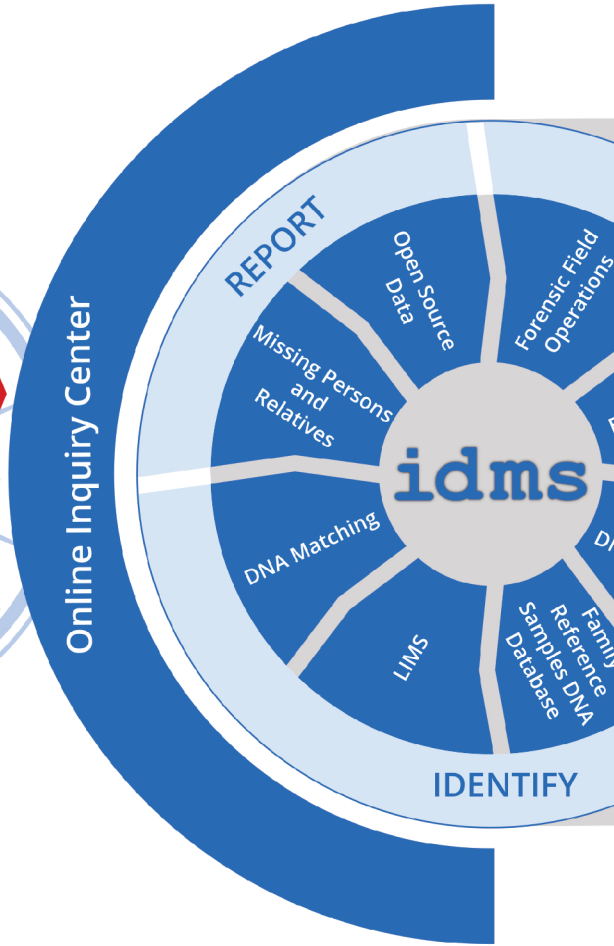 Online Inquiry Center
REPORT
Open Source
Data
Forensic Field
Operations
Missing Persons
and
Relatives
idms
DNA Matching
LIMS
Family
Reference
Samples DNA
Database
IDENTIFY